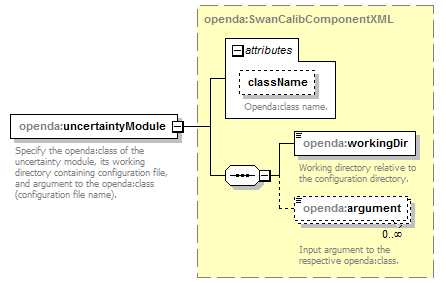 openda:SwanCalibComponentXML
attributes
className
Openda:class name.
openda:uncertaintyModule
Specify the openda:class of the
uncertainty module, its working
directory containing configuration file,
and argument to the openda:class
(configuration file name).
openda:workingDir
Working directory relative to
the configuration directory.
openda:argument
0..∞
Input argument to the
respective openda:class.